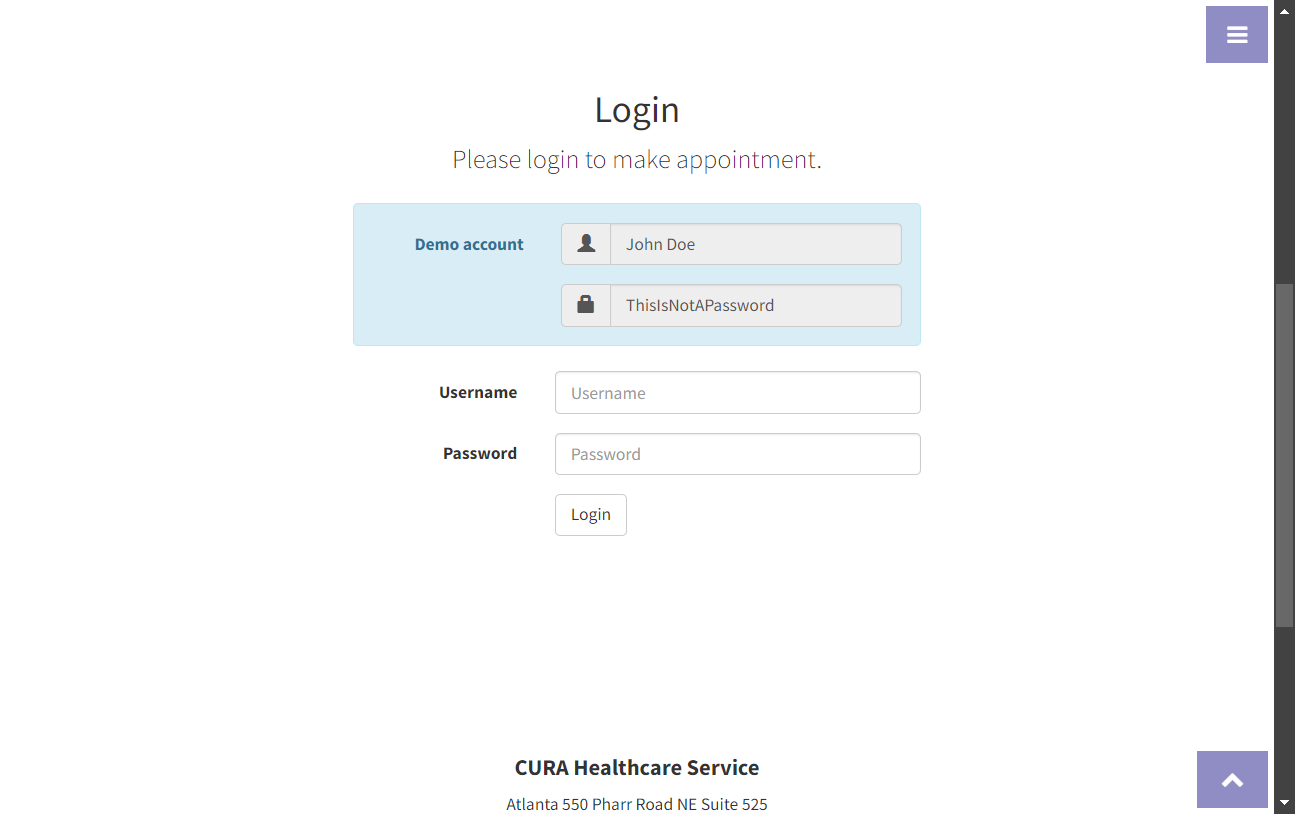 Login
Please login to make appointment.
Demo account
John Doe
ThisIsNotAPassword
Username
Username
Password
Password
Login
CURA Healthcare Service
Atlanta 550 Pharr Road NE Suite 525